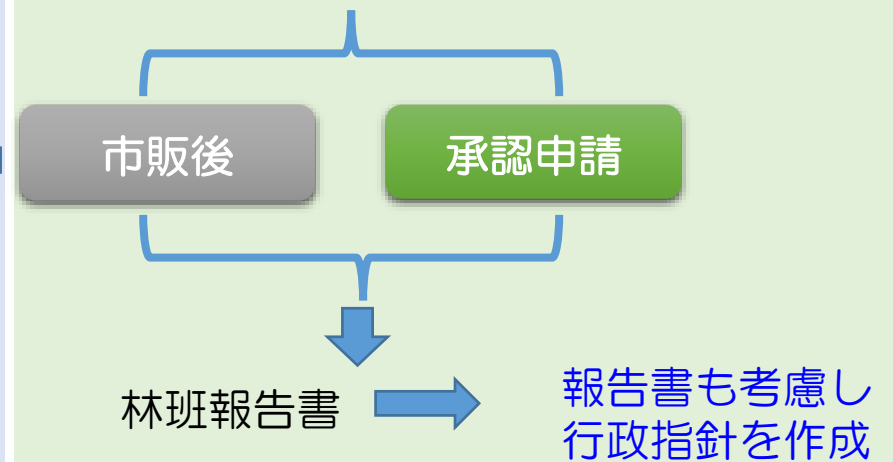 市販後
承認申請
林班報告書
報告書も考慮し
行政指針を作成